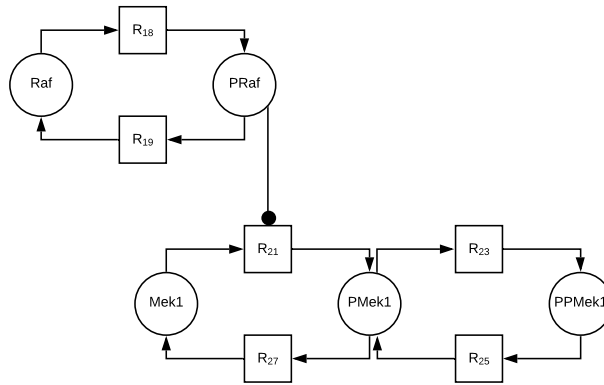 R18
Raf
PRaf
R19
R21
R23
Mek1
PMek1
PPMek1
R27
R25